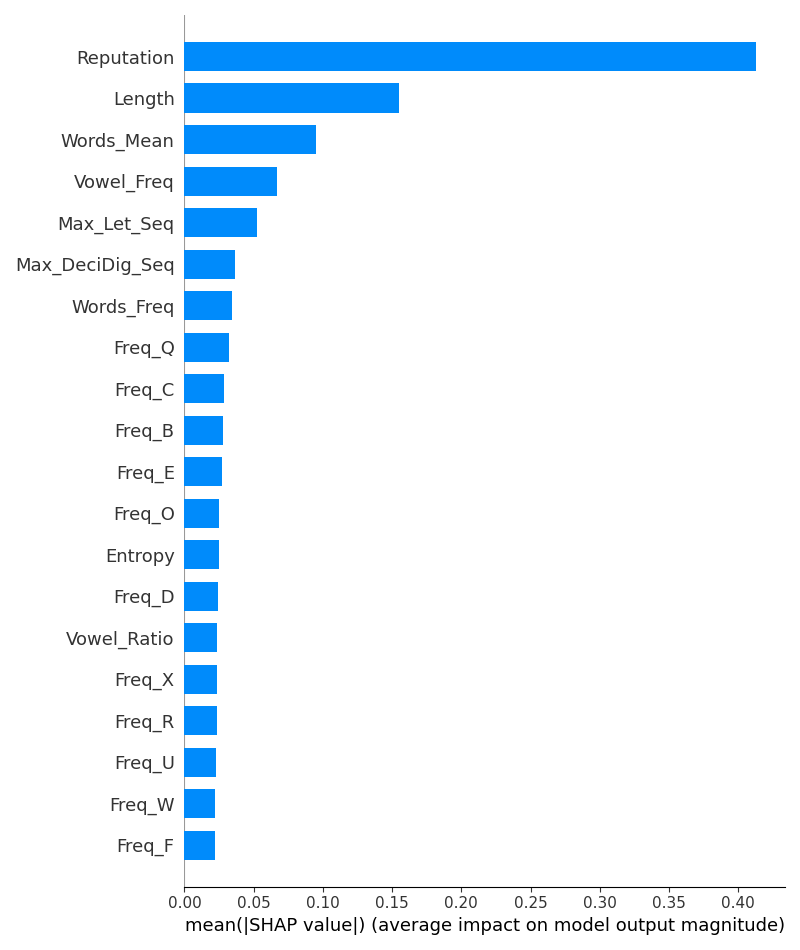 Reputation
Length
Words_Mean
Vowel_Freq
Max_Let_Seq
Max_DeciDig_Seq
Words_Freq
Freq_Q
Freq_C
Freq_B
Freq_E
Freq_O
Entropy
Freq_D
Vowel_Ratio
Freq_X
Freq_R
Freq_U
Freq_W
Freq_F
0.00 0.05 0.10 0.15 0.20 0.25 0.30 0.35 0.40
mean(|SHAP value|) (average impact on model output magnitude)